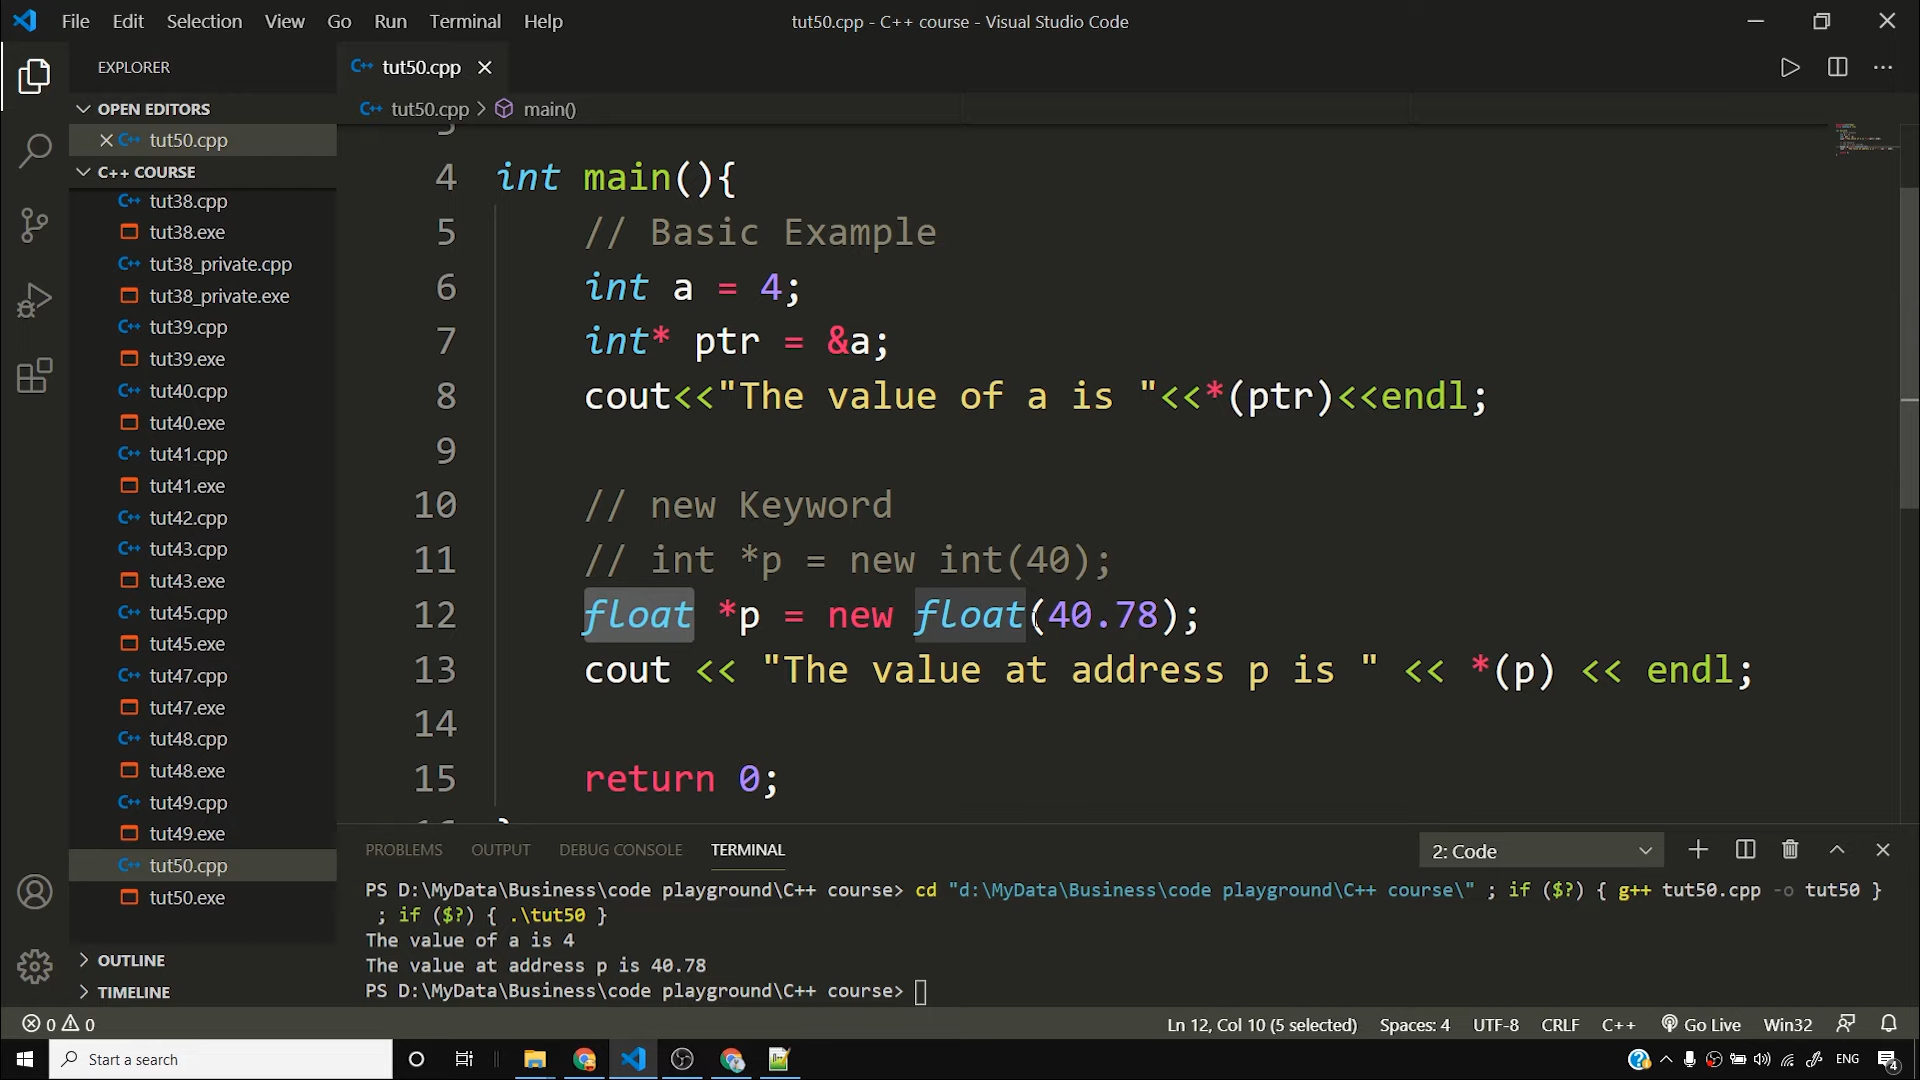 File Edit Selection View Go Run Terminal Help
tut50.cpp - C++ course - Visual Studio Code
EXPLORER
OPEN EDITORS
tut50.cpp
C++ COURSE
tut38.cpp
tut38.exe
tut38_private.cpp
tut38_private.exe
tut39.cpp
tut39.exe
tut40.cpp
tut40.exe
tut41.cpp
tut41.exe
tut42.cpp
tut43.cpp
tut43.exe
tut45.cpp
tut45.exe
tut47.cpp
tut47.exe
tut48.cpp
tut48.exe
tut49.cpp
tut49.exe
tut50.cpp
tut50.exe
OUTLINE
TIMELINE
tut50.cpp
tut50.cpp > main()
4 int main(){
5 // Basic Example
6 int a = 4;
7 int* ptr = &a;
8 cout<<"The value of a is "<<*(ptr)<<endl;
9
10 // new Keyword
11 // int *p = new int(40);
12 float *p = new float(40.78);
13 cout << "The value at address p is " << *(p) << endl;
14
15 return 0;
PROBLEMS OUTPUT DEBUG CONSOLE TERMINAL
2: Code
PS D:\MyData\Business\code playground\C++ course> cd "d:\MyData\Business\code playground\C++ course\" ; if ($?) { g++ tut50.cpp -o tut50 }
; if ($?) { .\tut50 }
The value of a is 4
The value at address p is 40.78
PS D:\MyData\Business\code playground\C++ course>
0 0
Ln 12, Col 10 (5 selected) Spaces: 4 UTF-8 CRLF C++ Go Live Win32
Start a search
ENG
4